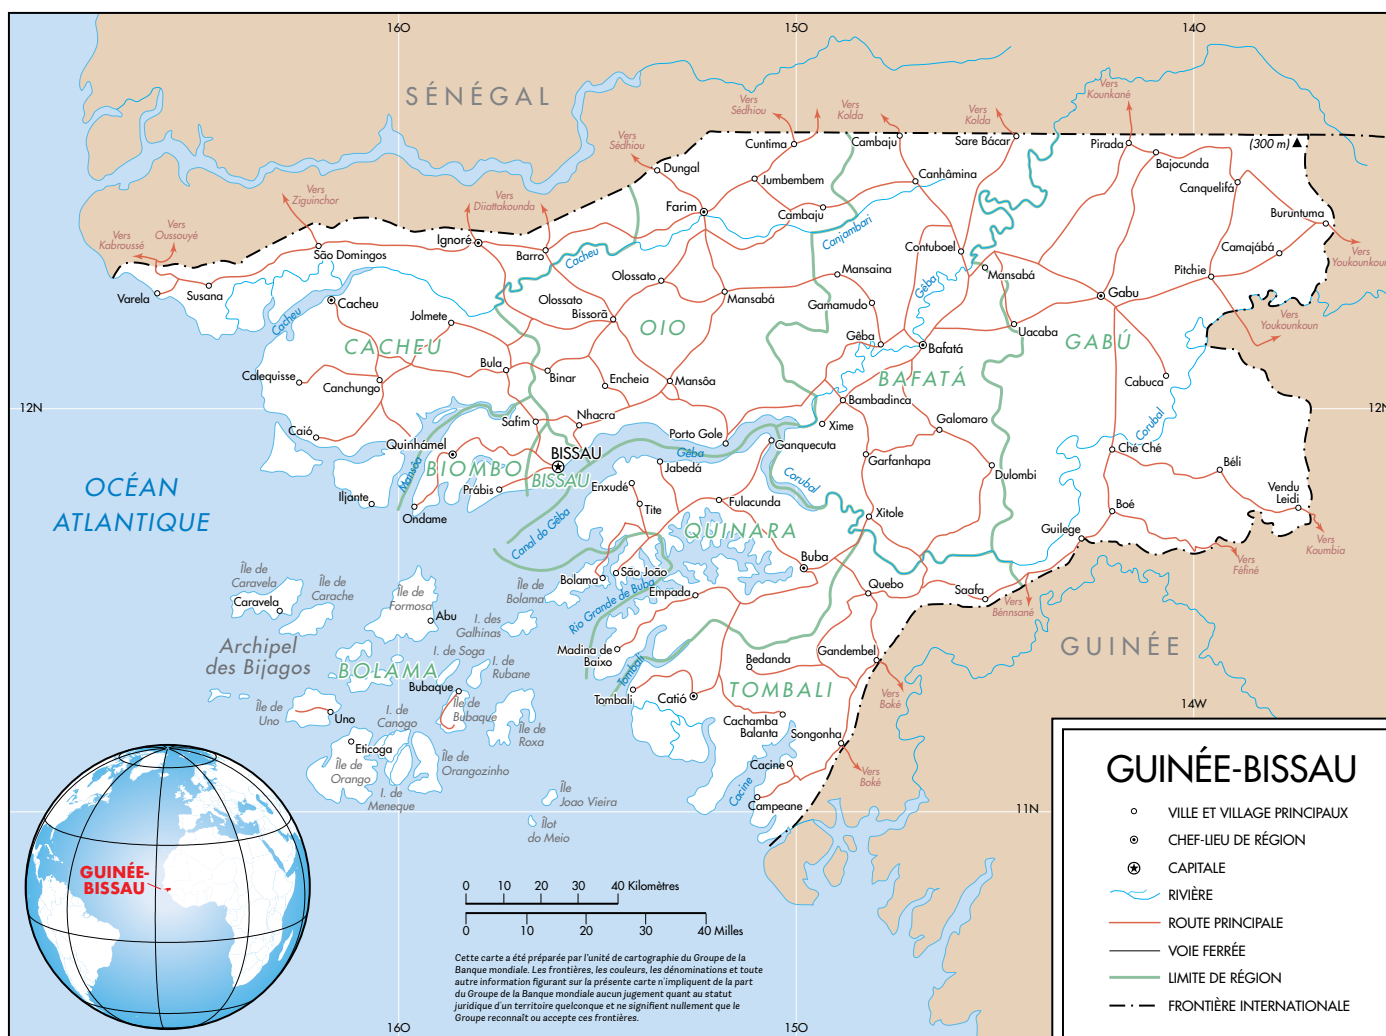 16O
15O
14O
SÉNÉGAL
Vers
Sédhiou
Vers
Kolda
Vers
Kolda
Vers
Kounkané
Vers
Sédhiou
Vers
Ziguinchor
Vers
Diiattakounda
Vers
Oussouyé
Vers
Kabroussé
Cuntima
Cambaju
Sare Bácar
Pirada
(300 m)
Bajocunda
Dungal
Jumbembem
Canhâmina
Canquelifá
Farim
Cambaju
Buruntuma
Canjambari
Ignoré
Barro
Cacheu
São Domingos
Contuboel
Camajábá
Vers
Youkounkoun
Varela
Susana
Olossato
Mansaina
Mansabá
Pitchie
Cacheu
Cacheu
Olossato
Bissorã
Mansabá
Gamamudo
Gêba
Gabu
Jolmete
OIO
Uacaba
Vers
Youkounkoun
CACHEU
Gêba
Bafatá
GABÚ
Bula
Binar
BAFATÁ
Calequisse
Canchungo
Encheia
Mansôa
Cabuca
12N
12N
Bambadinca
Galomaro
Corubal
Safim
Nhacra
Xime
Caió
Quinhámel
Porto Gole
Ganquecuta
BISSAU
Gêba
Ché Ché
Mansôa
BIOMBO
BISSAU
Jabedá
Garfanhapa
Béli
Corubal
Dulombi
OCÉAN
ATLANTIQUE
Iljante
Prábis
Enxudé
Vendu
Leidi
Ondame
Tite
Fulacunda
Xitole
Boé
Canal do Gêba
QUINARA
Guilege
Vers
Koumbia
Vers
Féfiné
Buba
Île de
Caravela
Île de
Carache
Île de
Formosa
Île de
Bolama
Bolama
São João
Caravela
Rio Grande de Buba
Empada
Quebo
Saafa
Vers
Bènnsané
Abu
I. des
Galhinas
GUINÉE
Archipel
des Bijagos
I. de Soga
I. de
Rubane
Madina de
Baixo
Gandembel
BOLAMA
Tombali
Bedanda
Bubaque
Tombali
Catió
TOMBALI
Vers
Boké
14W
Île de
Uno
Uno
I. de
Canogo
Île de
Bubaque
Île de
Roxa
Cachamba
Balanta
Songonha
Eticoga
Île de
Orango
Île de
Orangozinho
Cacine
Vers
Boké
I. de
Meneque
Île
Joao Vieira
Cacine
Campeane
11N
Îlot
do Meio
GUINÉE-
BISSAU
0 10 20 30 40 Kilomètres
0 10 20 30 40 Milles
Cette carte a été préparée par l'unité de cartographie du Groupe de la
Banque mondiale. Les frontières, les couleurs, les dénominations et toute
autre information figurant sur la présente carte n'impliquent de la part
du Groupe de la Banque mondiale aucun jugement quant au statut
juridique d'un territoire quelconque et ne signifient nullement que le
Groupe reconnaît ou accepte ces frontières.
GUINÉE-BISSAU
VILLE ET VILLAGE PRINCIPAUX
CHEF-LIEU DE RÉGION
CAPITALE
RIVIÈRE
ROUTE PRINCIPALE
VOIE FERRÉE
LIMITE DE RÉGION
FRONTIÈRE INTERNATIONALE
16O
15O